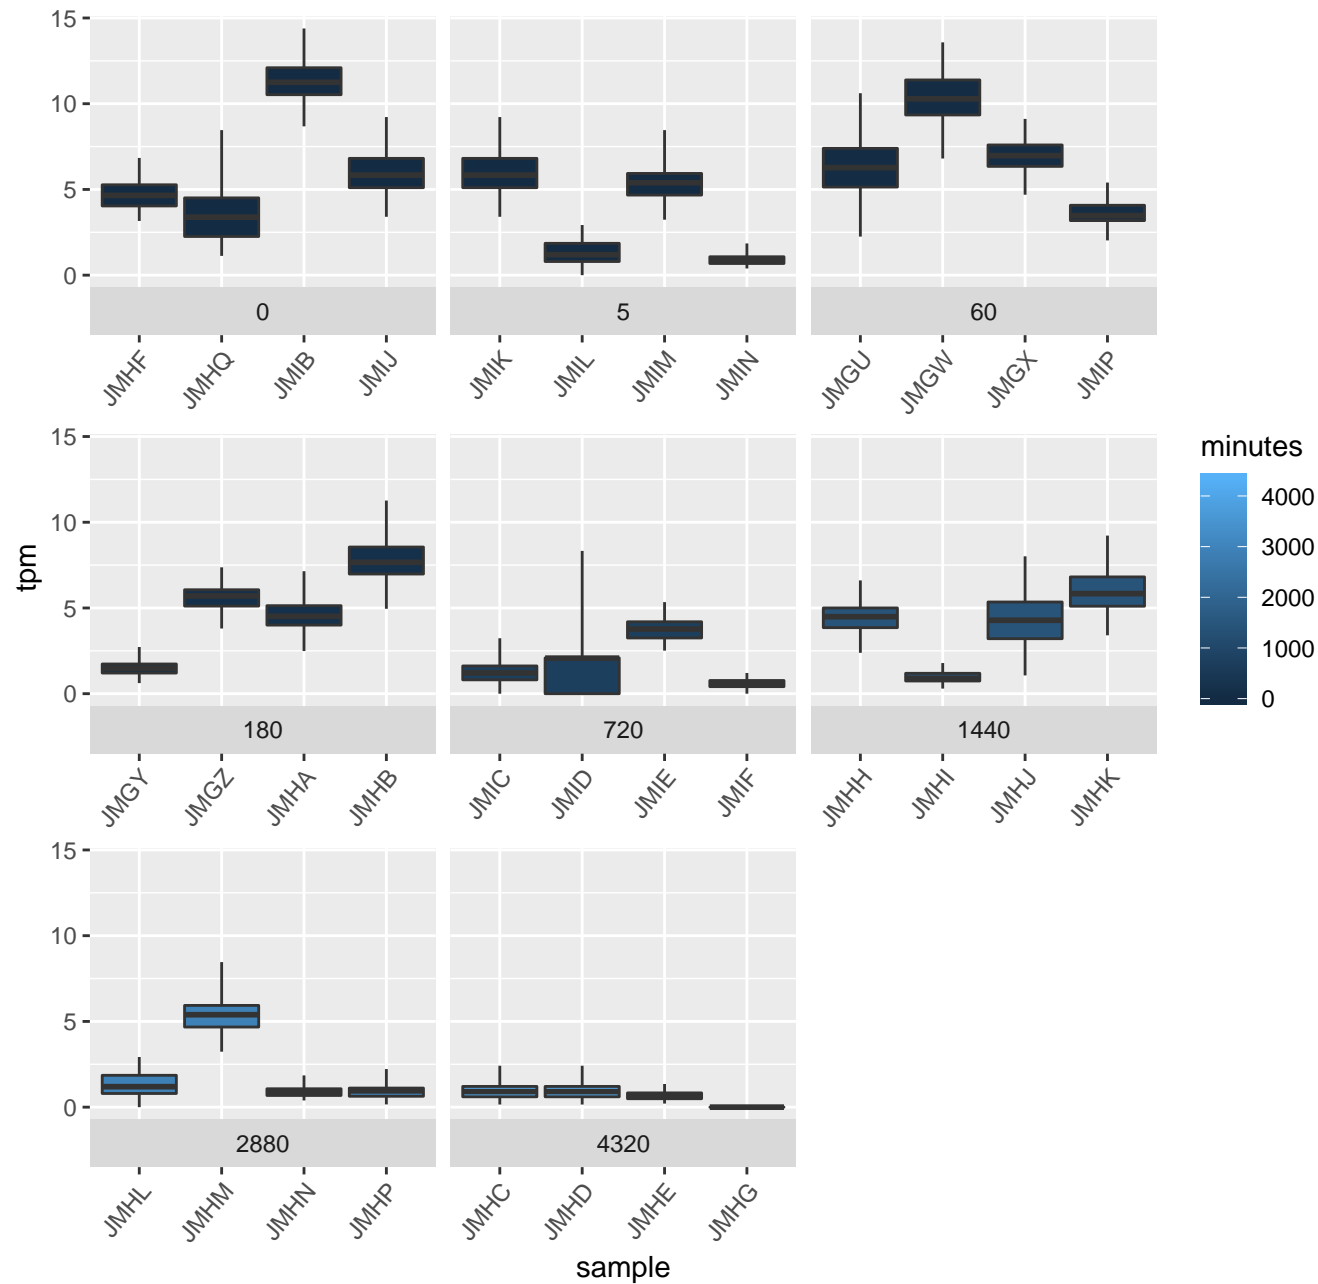 15
10
5
0
0
5
60
JMHF
JMHQ
JMIB
JMIJ
JMIK
JMIL
JMIM
JMIN
JMGU
JMGW
JMGX
JMIP
15
10
5
0
180
720
1440
JMGY
JMGZ
JMHA
JMHB
JMIC
JMID
JMIE
JMIF
JMHH
JMHI
JMHJ
JMHK
15
10
5
0
2880
4320
JMHL
JMHM
JMHN
JMHP
JMHC
JMHD
JMHE
JMHG
tpm
sample
minutes
4000
3000
2000
1000
0